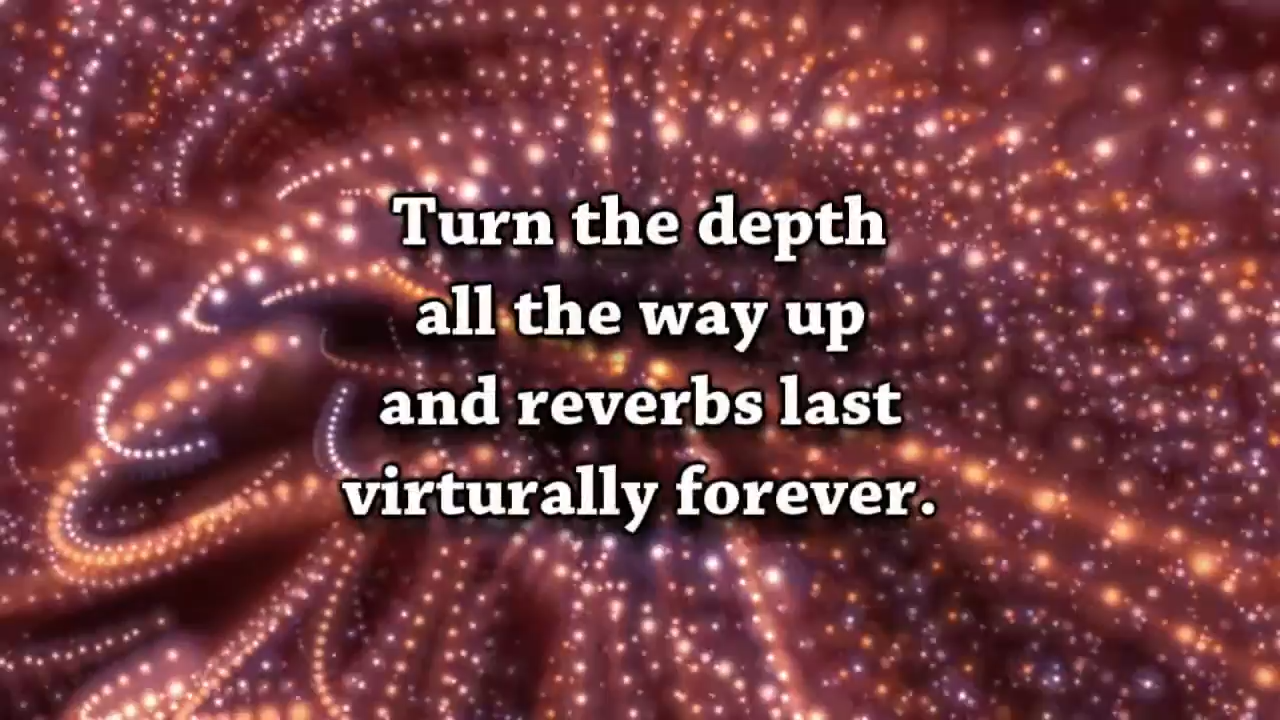 Turn the depth
all the way up
and reverbs last
virturally forever.